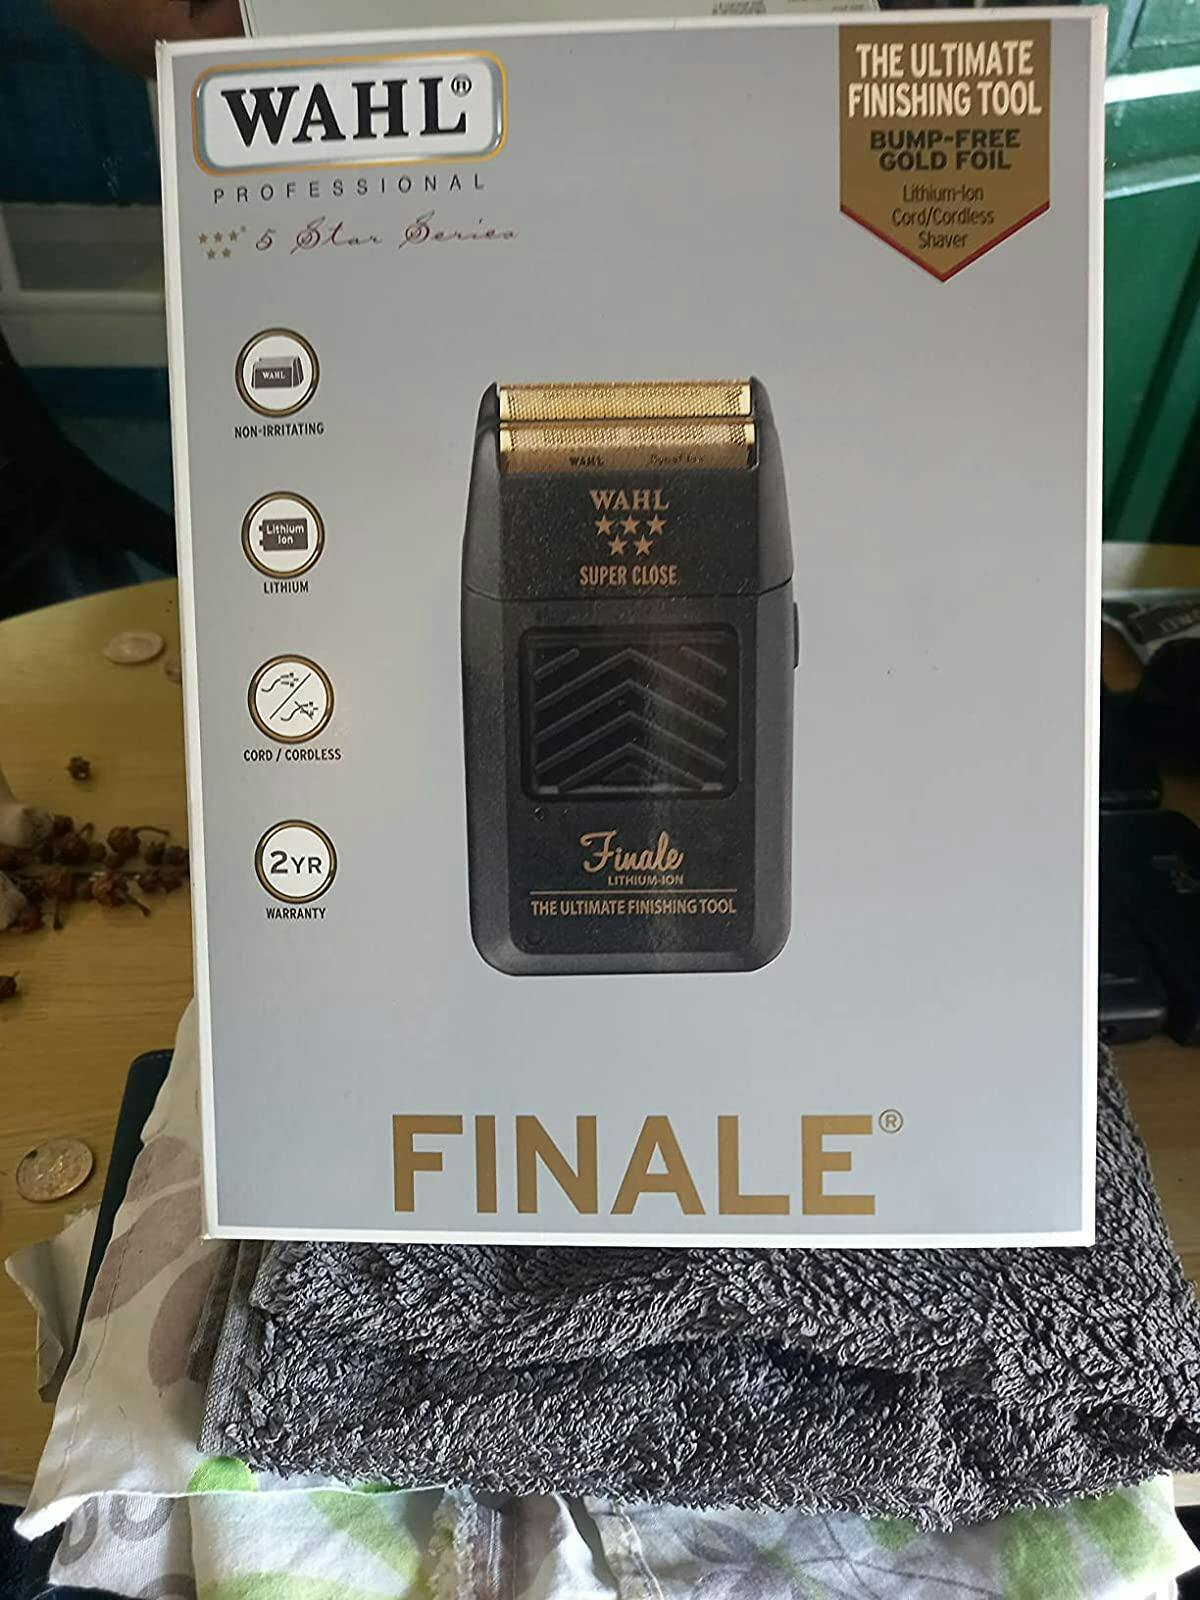 WAHL®
PROFESSIONAL
5 Star Series
THE ULTIMATE
FINISHING TOOL
BUMP-FREE
GOLD FOIL
Lithium-Ion
Cord/Cordless
Shaver
WAHL
NON-IRRITATING
Lithium
Ion
LITHIUM
CORD / CORDLESS
2YR
WARRANTY
WAHL
WAHL
SUPER CLOSE
Finale
LITHIUM-ION
THE ULTIMATE FINISHING TOOL
FINALE®